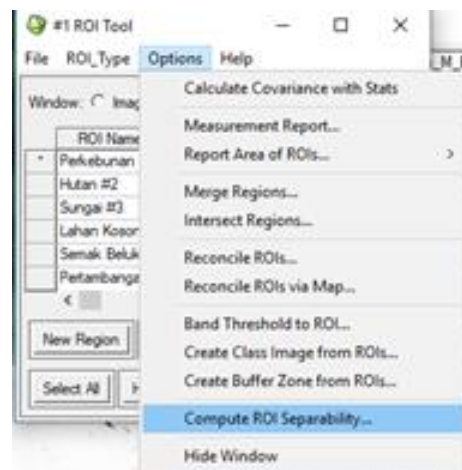 #1 ROI Tool
File ROI_Type Options Help
Window: Imag
ROI Name
Perkebunan
Hutan #2
Sungai #3
Lahan Kosor
Semak Beluk
Pertambanga
New Region
Select All H
Calculate Covariance with Stats
Measurement Report...
Report Area of ROIs...
Merge Regions...
Intersect Regions...
Reconcile ROIs...
Reconcile ROIs via Map...
Band Threshold to ROI...
Create Class Image from ROIs...
Create Buffer Zone from ROIs...
Compute ROI Separability...
Hide Window